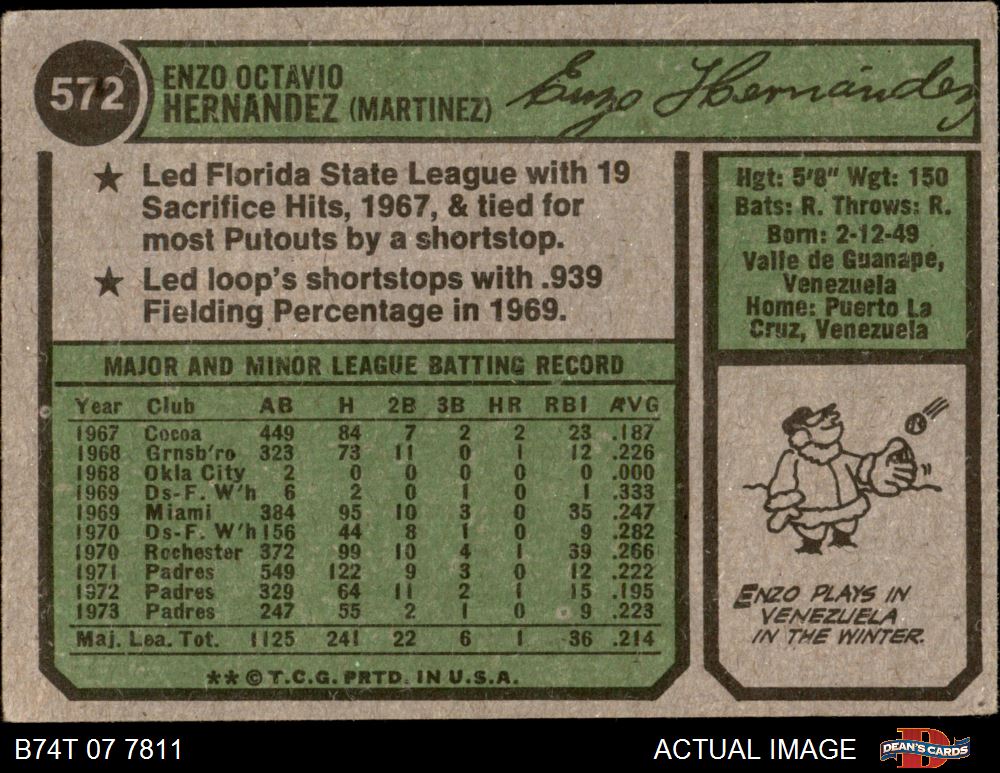 572
ENZO OCTAVIO
HERNANDEZ (MARTINEZ)
Enzo Hernández
★ Led Florida State League with 19
Sacrifice Hits, 1967, & tied for
most Putouts by a shortstop.
★ Led loop's shortstops with .939
Fielding Percentage in 1969.
Hgt: 5'8" Wgt: 150
Bats: R. Throws: R.
Born: 2-12-49
Valle de Guanape,
Venezuela
Home: Puerto La
Cruz, Venezuela
MAJOR AND MINOR LEAGUE BATTING RECORD
Year Club AB H 2B 3B HR RBI AVG
1967 Cocoa 449 84 7 2 2 23 .187
1968 Grnsb'ro 323 73 11 0 1 12 .226
1968 Okla City 2 0 0 0 0 0 .000
1969 Ds-F. W'h 6 2 0 1 0 1 .333
1969 Miami 384 95 10 3 0 35 .247
1970 Ds-F. W'h 156 44 8 1 0 9 .282
1970 Rochester 372 99 10 4 1 39 .266
1971 Padres 549 122 9 3 0 12 .222
1972 Padres 329 64 11 2 1 15 .195
1973 Padres 247 55 2 1 0 9 .223
Maj. Lea. Tot. 1125 241 22 6 1 36 .214
** © T.C.G. PRTD. IN U.S.A.
ENZO PLAYS IN
VENEZUELA
IN THE WINTER.
B74T 07 7811
ACTUAL IMAGE
DEAN'S CARDS